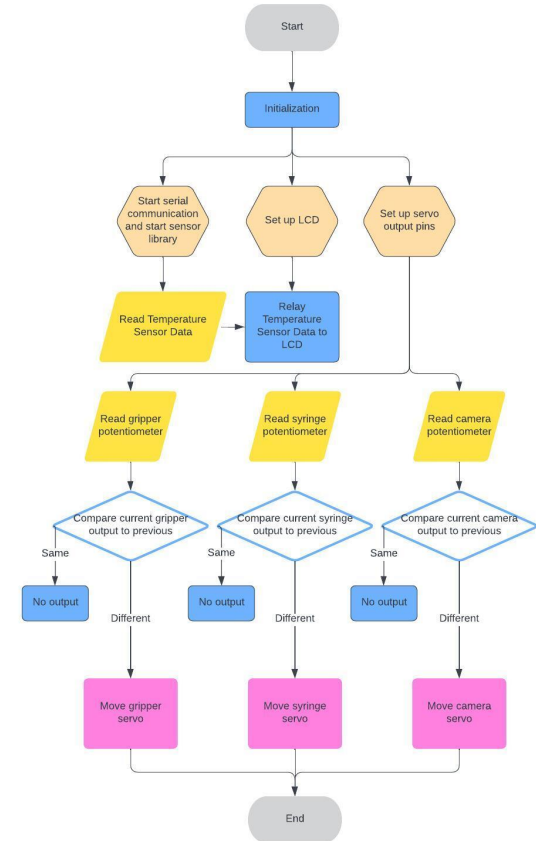 Start
Initialization
Start serial
communication
and start sensor
library
Set up LCD
Set up servo
output pins
Read Temperature
Sensor Data
Relay
Temperature
Sensor Data to
LCD
Read gripper
potentiometer
Read syringe
potentiometer
Read camera
potentiometer
Compare current gripper
output to previous
Compare current syringe
output to previous
Compare current camera
output to previous
Same
Same
Same
No output
No output
No output
Different
Different
Different
Move gripper
servo
Move syringe
servo
Move camera
servo
End